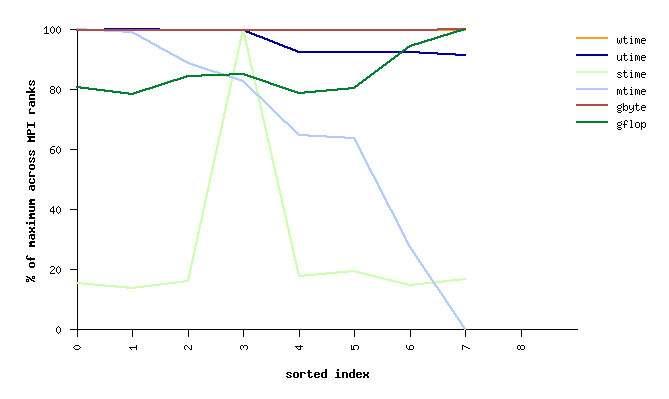 % of maximum across MPI ranks
100
80
60
40
20
0
0 1 2 3 4 5 6 7 8
sorted index
wtime
utime
stime
mtime
gbyte
gflop